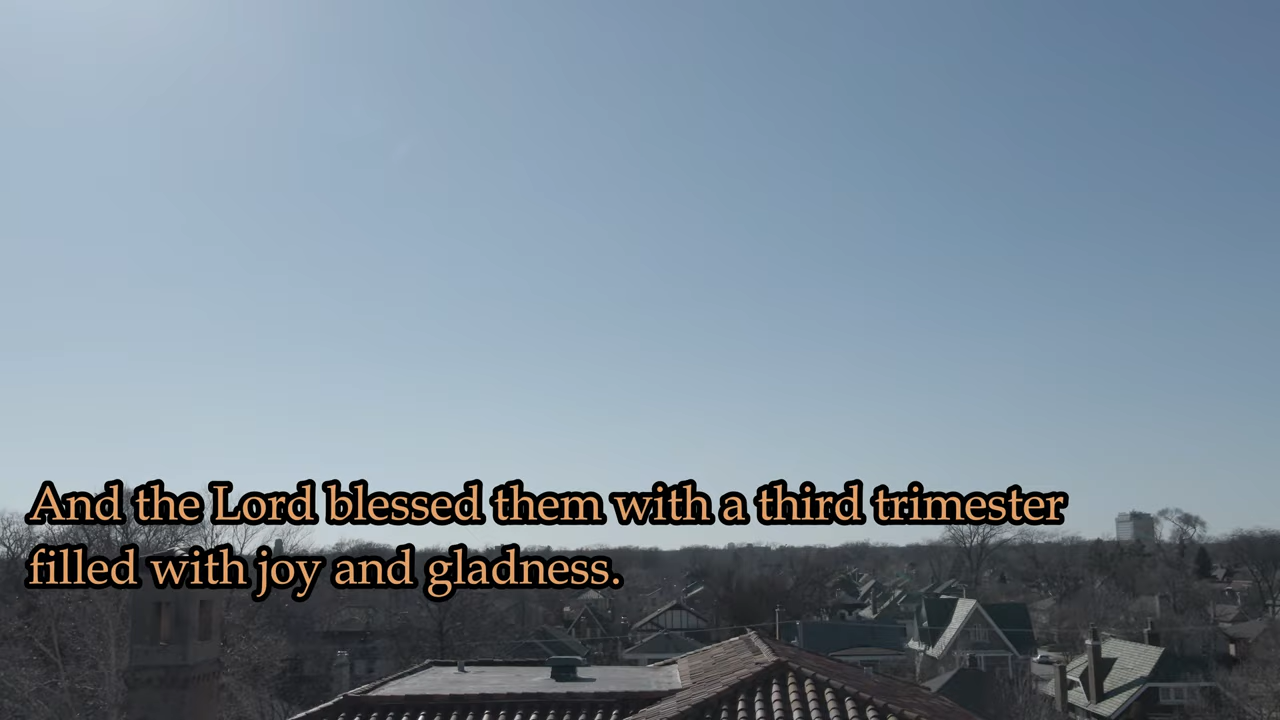 And the Lord blessed them with a third trimester
filled with joy and gladness.